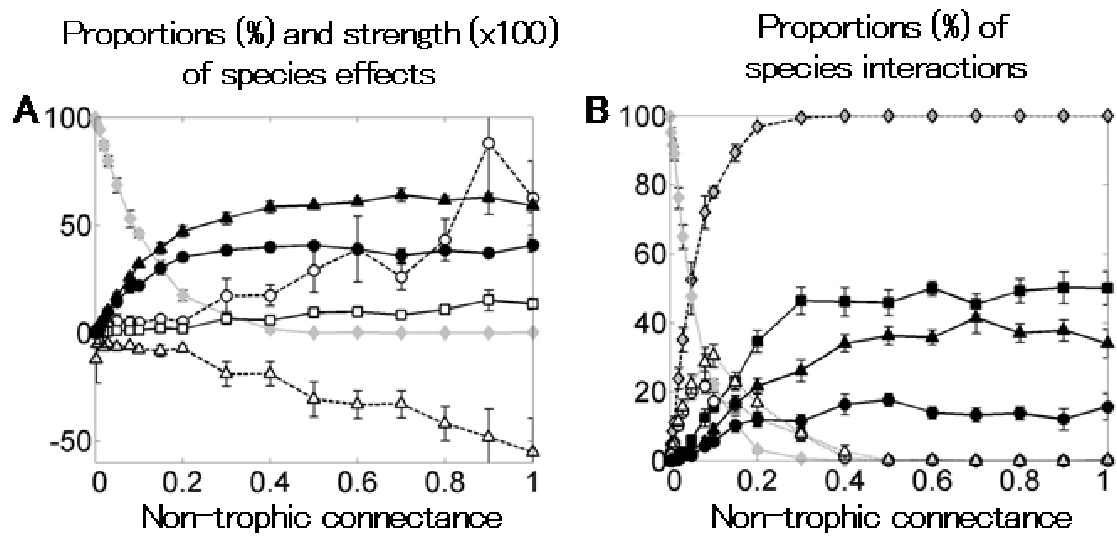 Proportions (%) and strength (x100)
of species effects
Proportions (%) of
species interactions
A
100
50
0
-50
0 0.2 0.4 0.6 0.8 1
Non-trophic connectance
B
100
80
60
40
20
0
0 0.2 0.4 0.6 0.8 1
Non-trophic connectance